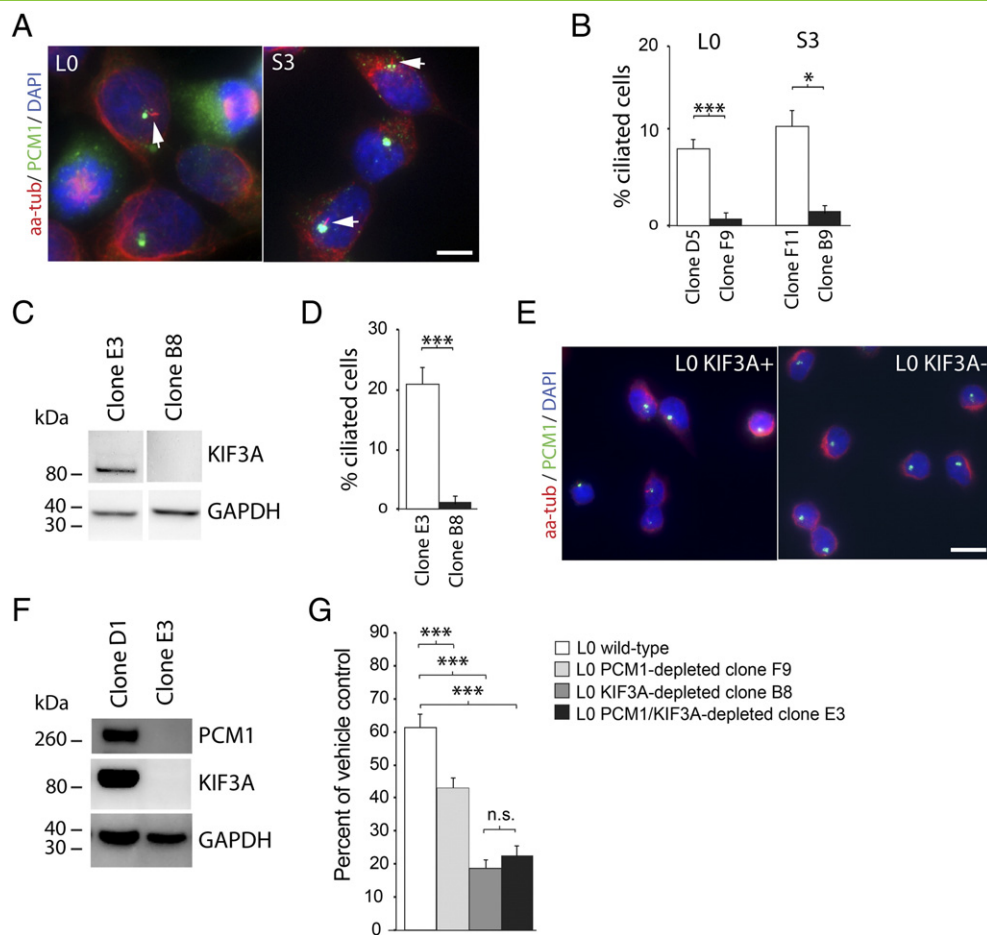 A
L0
S3
aa-tub/ PCM1/ DAPI
B
L0
S3
% ciliated cells
20
10
0
***
*
Clone D5
Clone F9
Clone F11
Clone B9
C
Clone E3
Clone B8
kDa
80
KIF3A
40
30
GAPDH
D
% ciliated cells
30
20
10
0
***
Clone E3
Clone B8
E
L0 KIF3A+
L0 KIF3A-
aa-tub / PCM1/ DAPI
F
Clone D1
Clone E3
kDa
260
PCM1
80
KIF3A
40
30
GAPDH
G
Percent of vehicle control
90
80
70
60
50
40
30
20
10
0
***
***
***
n.s.
L0 wild-type
L0 PCM1-depleted clone F9
L0 KIF3A-depleted clone B8
L0 PCM1/KIF3A-depleted clone E3